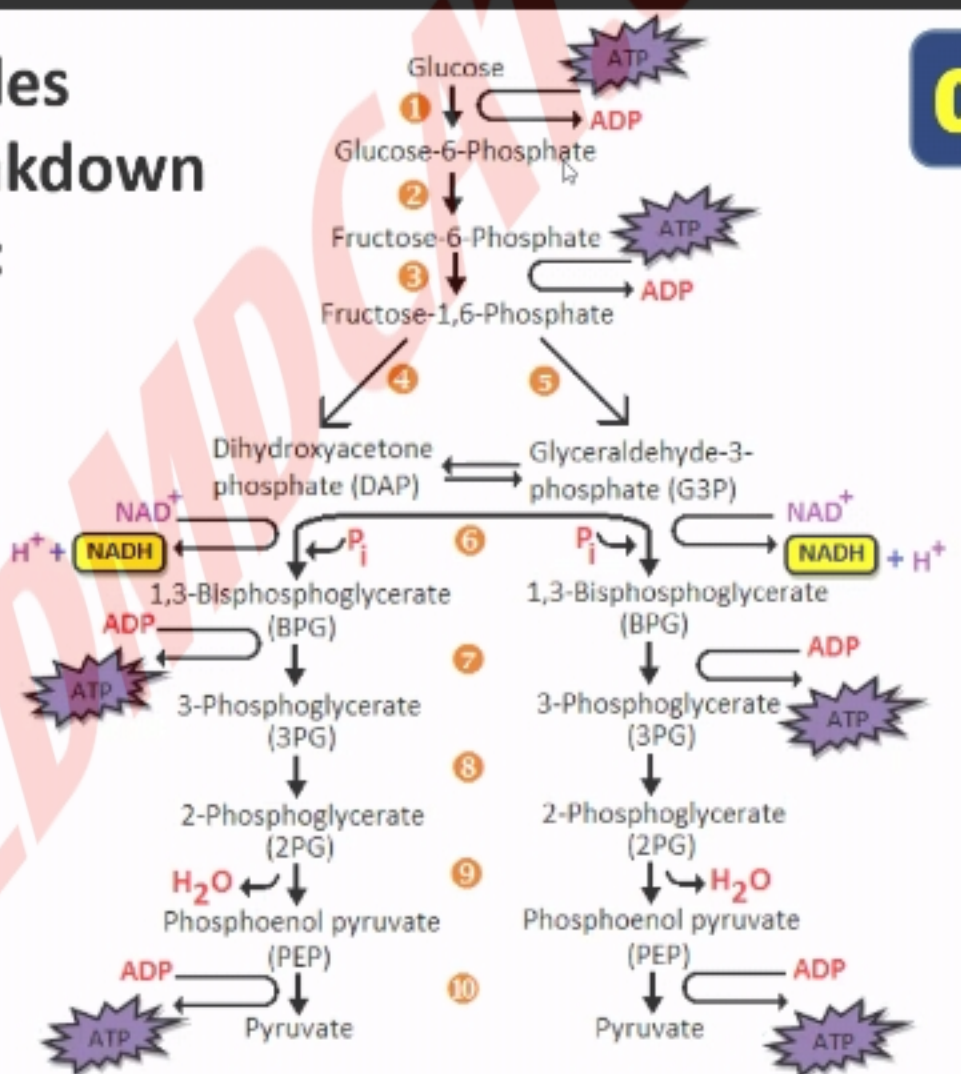 Glucose
ATP
1
ADP
Glucose-6-Phosphate
2
Fructose-6-Phosphate
ATP
3
ADP
Fructose-1,6-Phosphate
4
5
Dihydroxyacetone
phosphate (DAP)
Glyceraldehyde-3-
phosphate (G3P)
NAD+
H+ + NADH
Pi
6
Pi
NAD+
NADH + H+
1,3-Bisphosphoglycerate
(BPG)
1,3-Bisphosphoglycerate
(BPG)
ADP
ATP
7
ADP
ATP
3-Phosphoglycerate
(3PG)
3-Phosphoglycerate
(3PG)
8
2-Phosphoglycerate
(2PG)
2-Phosphoglycerate
(2PG)
H2O
9
H2O
Phosphoenol pyruvate
(PEP)
Phosphoenol pyruvate
(PEP)
ADP
ATP
10
ADP
ATP
Pyruvate
Pyruvate